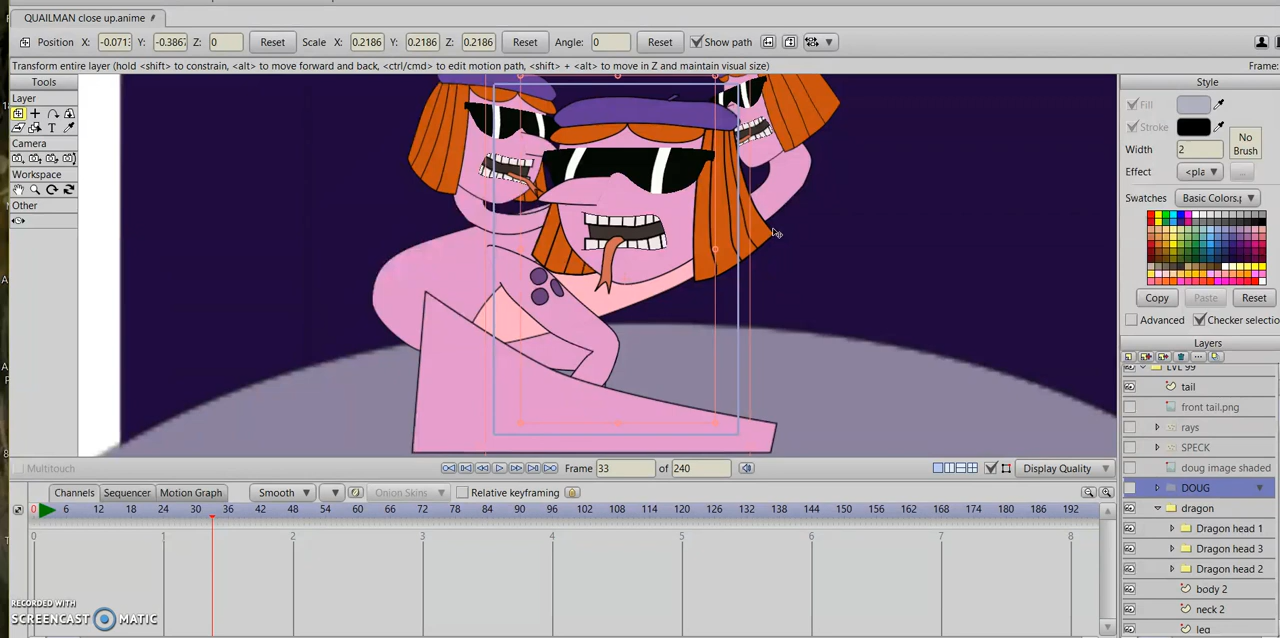 QUAILMAN close up.anime
Position X: -0.071 Y: -0.3867 Z: 0 Reset Scale X: 0.2186 Y: 0.2186 Z: 0.2186 Reset Angle: 0 Reset Show path
Transform entire layer (hold <shift> to constrain, <alt> to move forward and back, <ctrl/cmd> to edit motion path, <shift> + <alt> to move in Z and maintain visual size) Frame:
Tools
Layer
Camera
Workspace
Other
Style
Fill
Stroke
No Brush
Width 2
Effect <pla
Swatches Basic Colors.
Copy Paste Reset
Advanced Checker selectio
Layers
LVL 99
tail
front tail.png
rays
SPECK
doug image shaded
DOUG
dragon
Dragon head 1
Dragon head 3
Dragon head 2
body 2
neck 2
leg
Multitouch Frame 33 of 240 Display Quality
Channels Sequencer Motion Graph Smooth Onion Skins Relative keyframing
0 6 12 18 24 30 36 42 48 54 60 66 72 78 84 90 96 102 108 114 120 126 132 138 144 150 156 162 168 174 180 186 192
0 1 2 3 4 5 6 7 8
RECORDED WITH
SCREENCAST MATIC